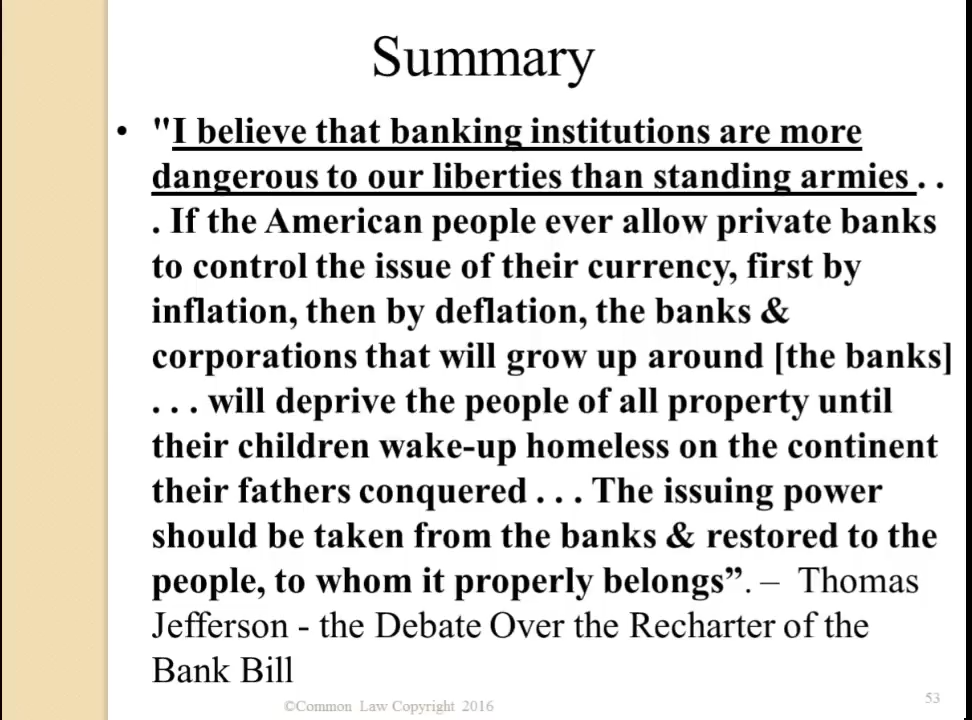 Summary
• "I believe that banking institutions are more
dangerous to our liberties than standing armies . .
. If the American people ever allow private banks
to control the issue of their currency, first by
inflation, then by deflation, the banks &
corporations that will grow up around [the banks]
. . . will deprive the people of all property until
their children wake-up homeless on the continent
their fathers conquered . . . The issuing power
should be taken from the banks & restored to the
people, to whom it properly belongs”. – Thomas
Jefferson - the Debate Over the Recharter of the
Bank Bill
©Common Law Copyright 2016
53